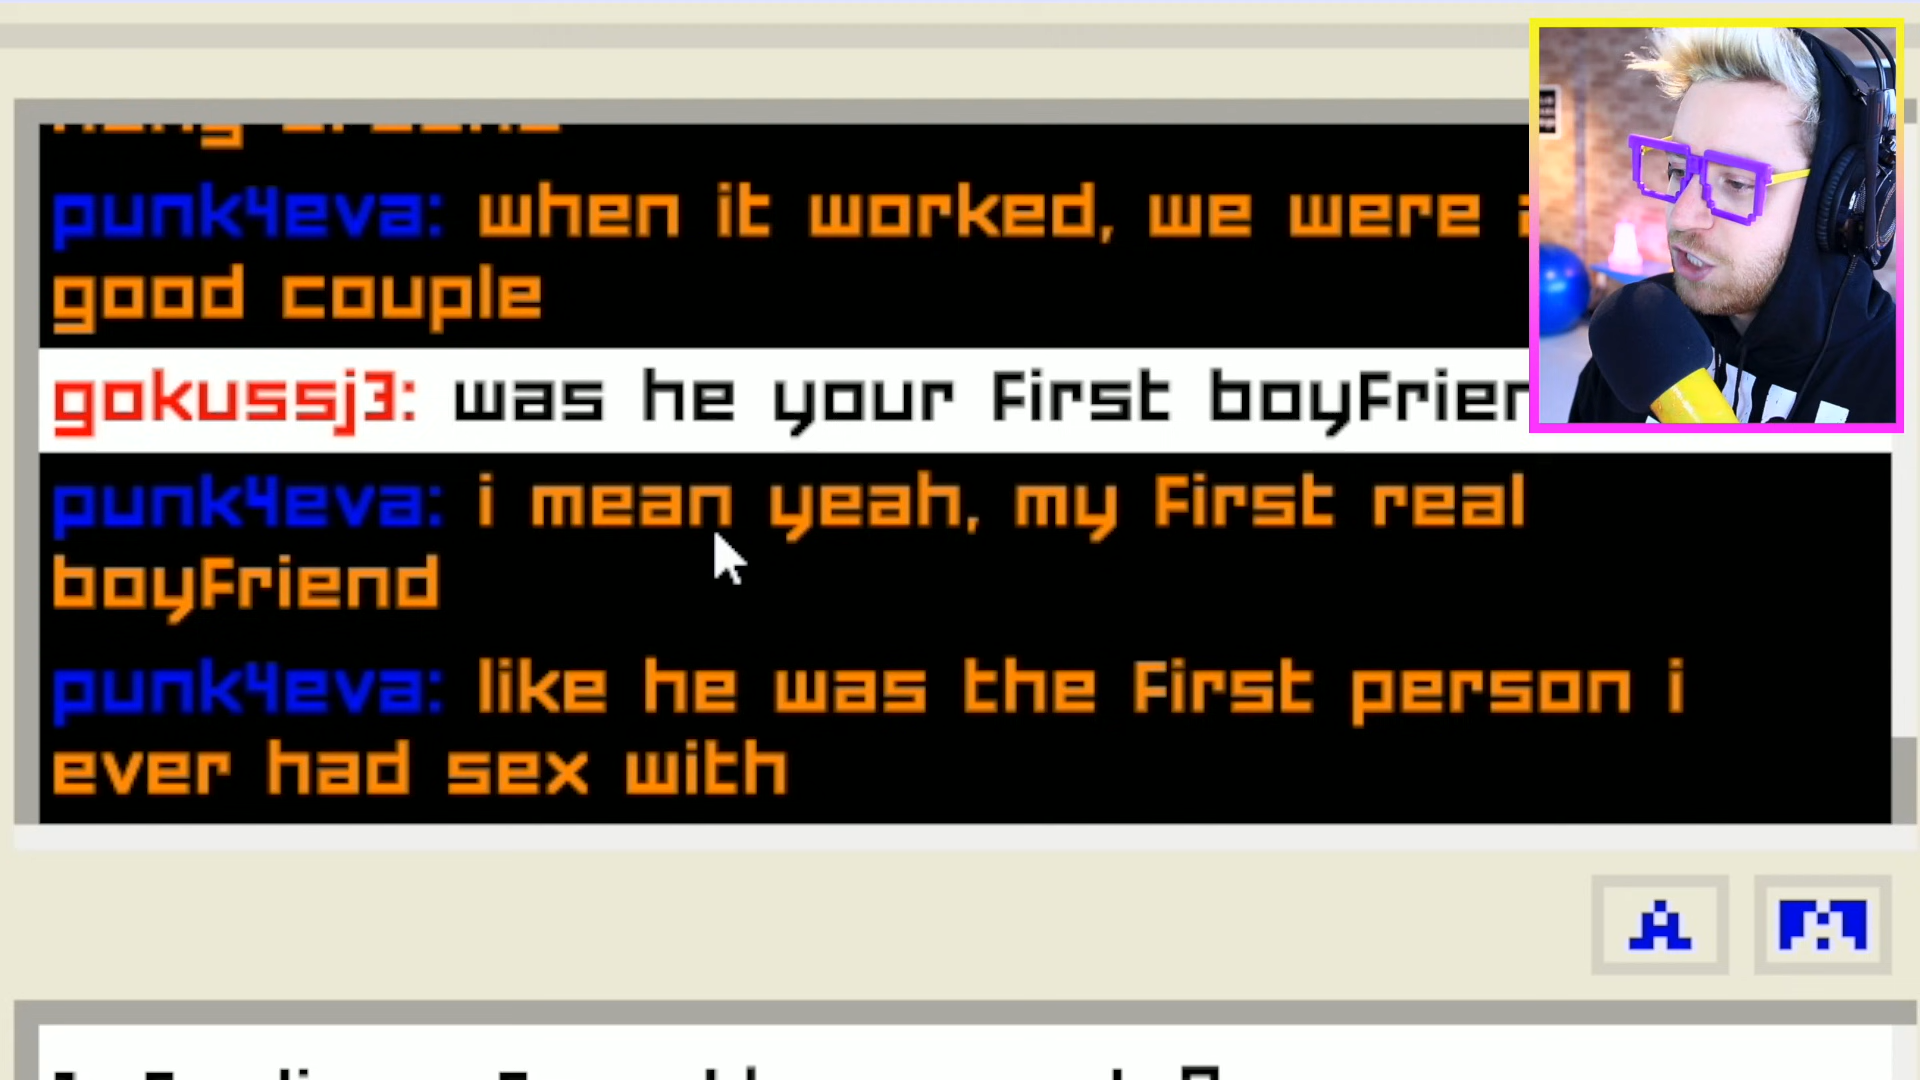 punk4eva: when it worked, we were
good couple
gokussj3: was he your first
punk4eva: i mean yeah, my first real
boyfriend
punk4eva: like he was the first person i
ever had sex with
A